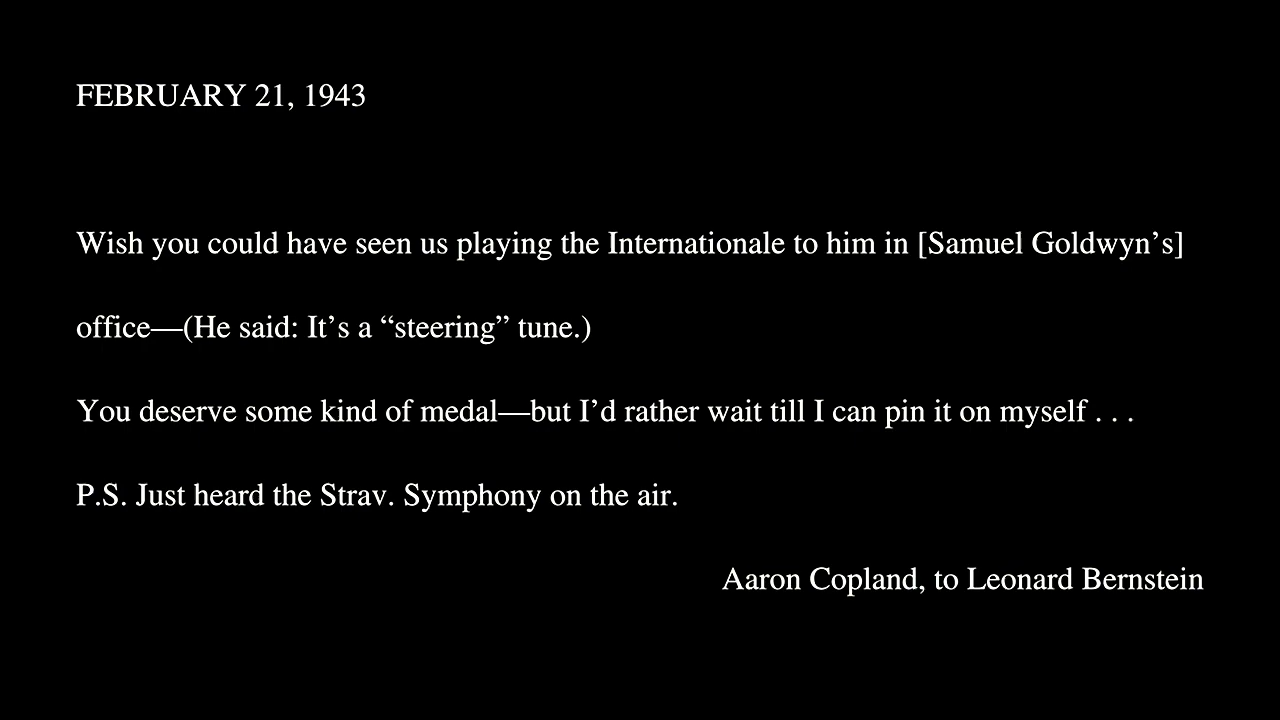 FEBRUARY 21, 1943
Wish you could have seen us playing the Internationale to him in [Samuel Goldwyn’s]
office—(He said: It’s a “steering” tune.)
You deserve some kind of medal—but I’d rather wait till I can pin it on myself . . .
P.S. Just heard the Strav. Symphony on the air.
Aaron Copland, to Leonard Bernstein